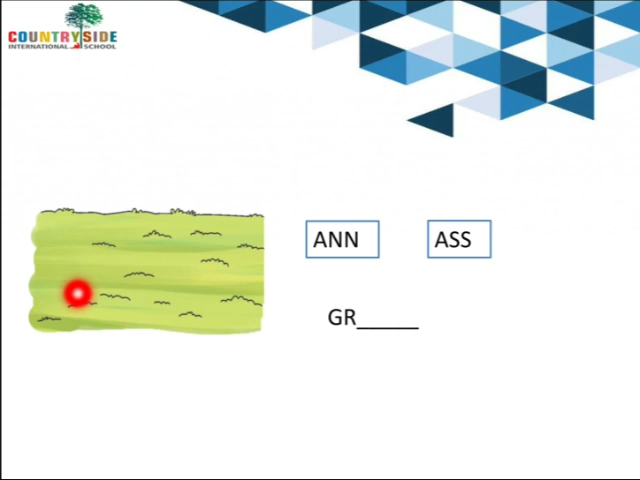 COUNTRYSIDE
INTERNATIONAL SCHOOL
ANN
ASS
GR_____